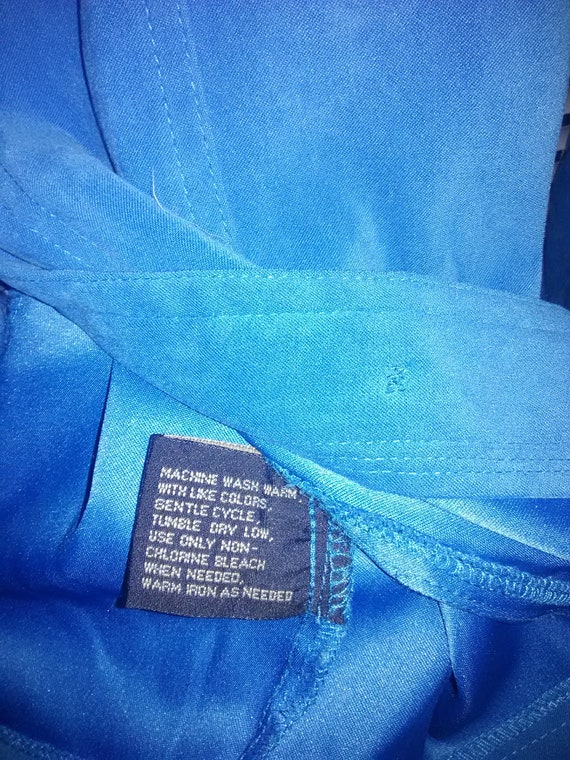 MACHINE WASH WARM
WITH LIKE COLORS,
GENTLE CYCLE
TUMBLE DRY LOW,
USE ONLY NON-
CHLORINE BLEACH
WHEN NEEDED,
WARM IRON AS NEEDED